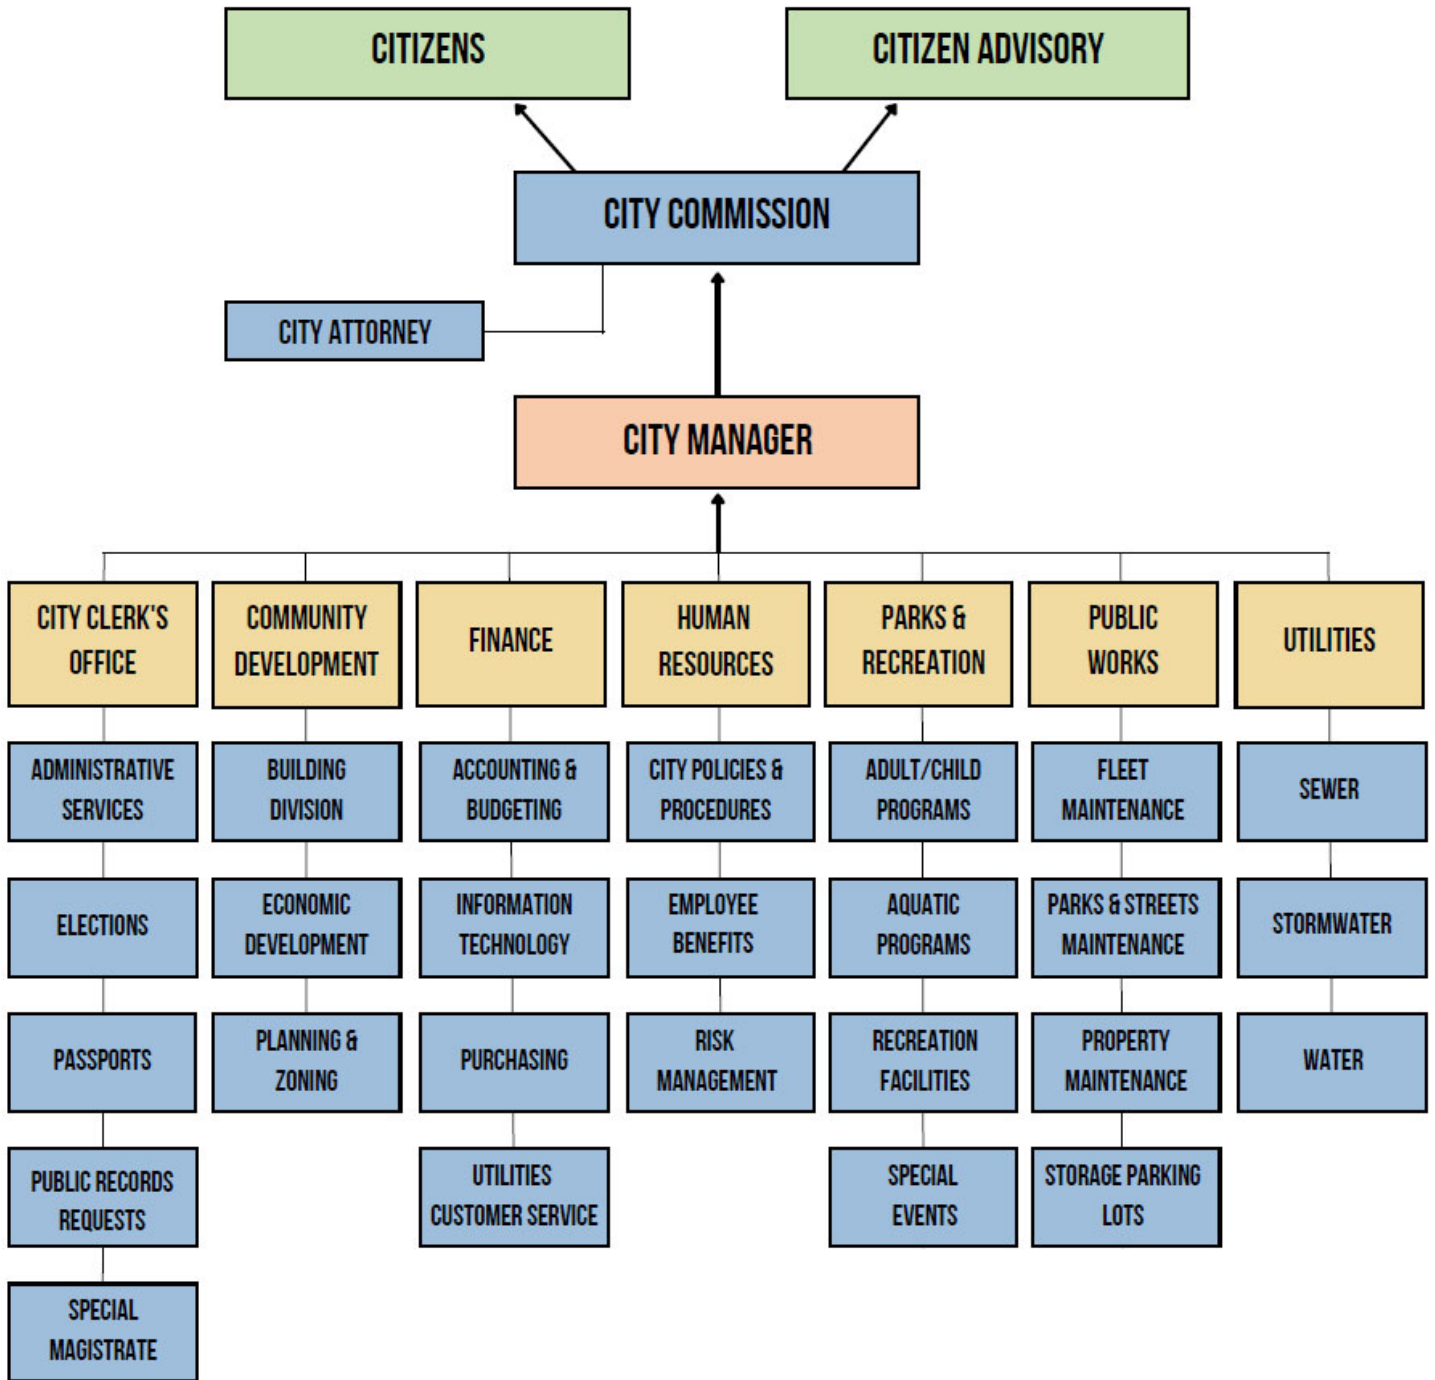 CITIZENS
CITIZEN ADVISORY
CITY COMMISSION
CITY ATTORNEY
CITY MANAGER
CITY CLERK'S
OFFICE
COMMUNITY
DEVELOPMENT
FINANCE
HUMAN
RESOURCES
PARKS &
RECREATION
PUBLIC
WORKS
UTILITIES
ADMINISTRATIVE
SERVICES
BUILDING
DIVISION
ACCOUNTING &
BUDGETING
CITY POLICIES &
PROCEDURES
ADULT/CHILD
PROGRAMS
FLEET
MAINTENANCE
SEWER
ELECTIONS
ECONOMIC
DEVELOPMENT
INFORMATION
TECHNOLOGY
EMPLOYEE
BENEFITS
AQUATIC
PROGRAMS
PARKS & STREETS
MAINTENANCE
STORMWATER
PASSPORTS
PLANNING &
ZONING
PURCHASING
RISK
MANAGEMENT
RECREATION
FACILITIES
PROPERTY
MAINTENANCE
WATER
PUBLIC RECORDS
REQUESTS
UTILITIES
CUSTOMER SERVICE
SPECIAL
EVENTS
STORAGE PARKING
LOTS
SPECIAL
MAGISTRATE